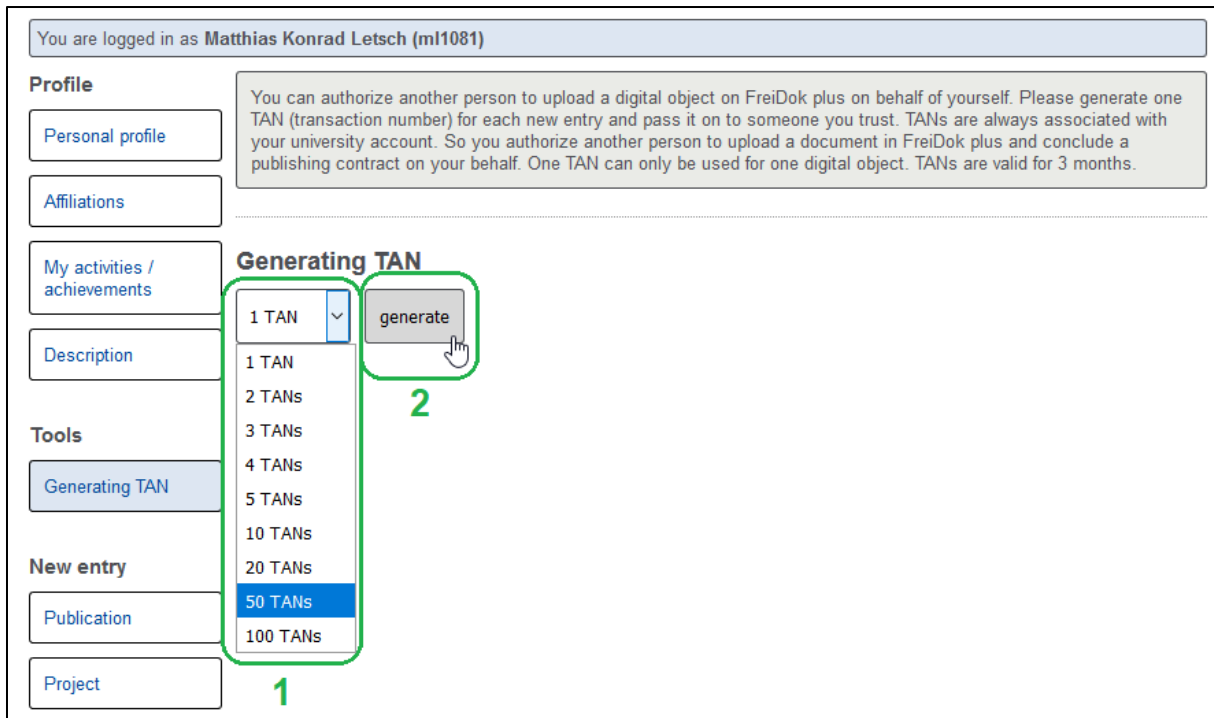 You are logged in as Matthias Konrad Letsch (ml1081)
Profile
Personal profile
Affiliations
My activities /
achievements
Description
Tools
Generating TAN
New entry
Publication
Project
You can authorize another person to upload a digital object on FreiDok plus on behalf of yourself. Please generate one
TAN (transaction number) for each new entry and pass it on to someone you trust. TANs are always associated with
your university account. So you authorize another person to upload a document in FreiDok plus and conclude a
publishing contract on your behalf. One TAN can only be used for one digital object. TANs are valid for 3 months.
Generating TAN
1 TAN
generate
1 TAN
2 TANs
3 TANs
4 TANs
5 TANs
10 TANs
20 TANs
50 TANs
100 TANs
1
2